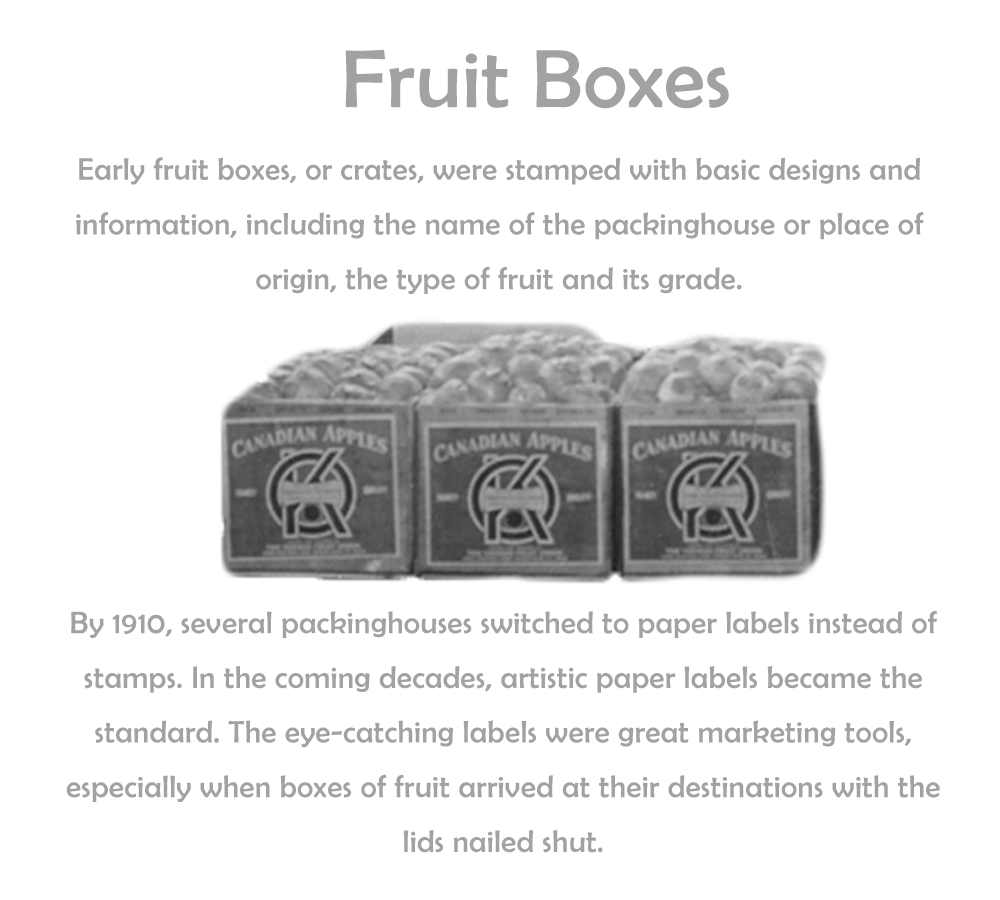 Fruit Boxes
Early fruit boxes, or crates, were stamped with basic designs and
information, including the name of the packinghouse or place of
origin, the type of fruit and its grade.
CANADIAN APPLES
CANADIAN APPLES
CANADIAN APPLES
By 1910, several packinghouses switched to paper labels instead of
stamps. In the coming decades, artistic paper labels became the
standard. The eye-catching labels were great marketing tools,
especially when boxes of fruit arrived at their destinations with the
lids nailed shut.